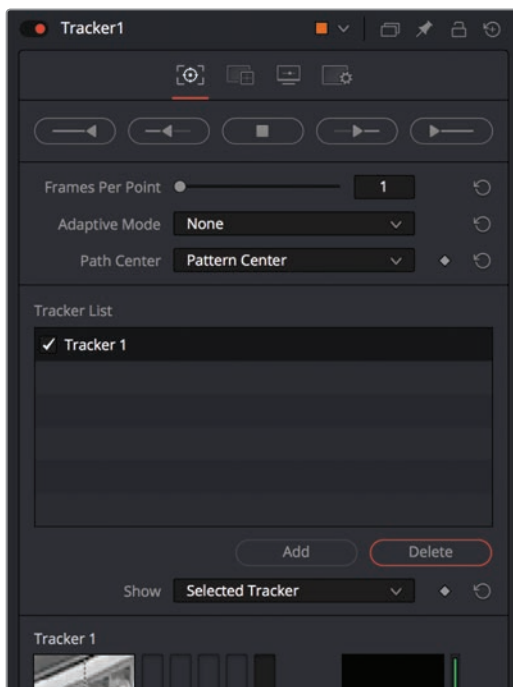 Tracker1
Frames Per Point 1
Adaptive Mode None
Path Center Pattern Center
Tracker List
Tracker 1
Add Delete
Show Selected Tracker
Tracker 1